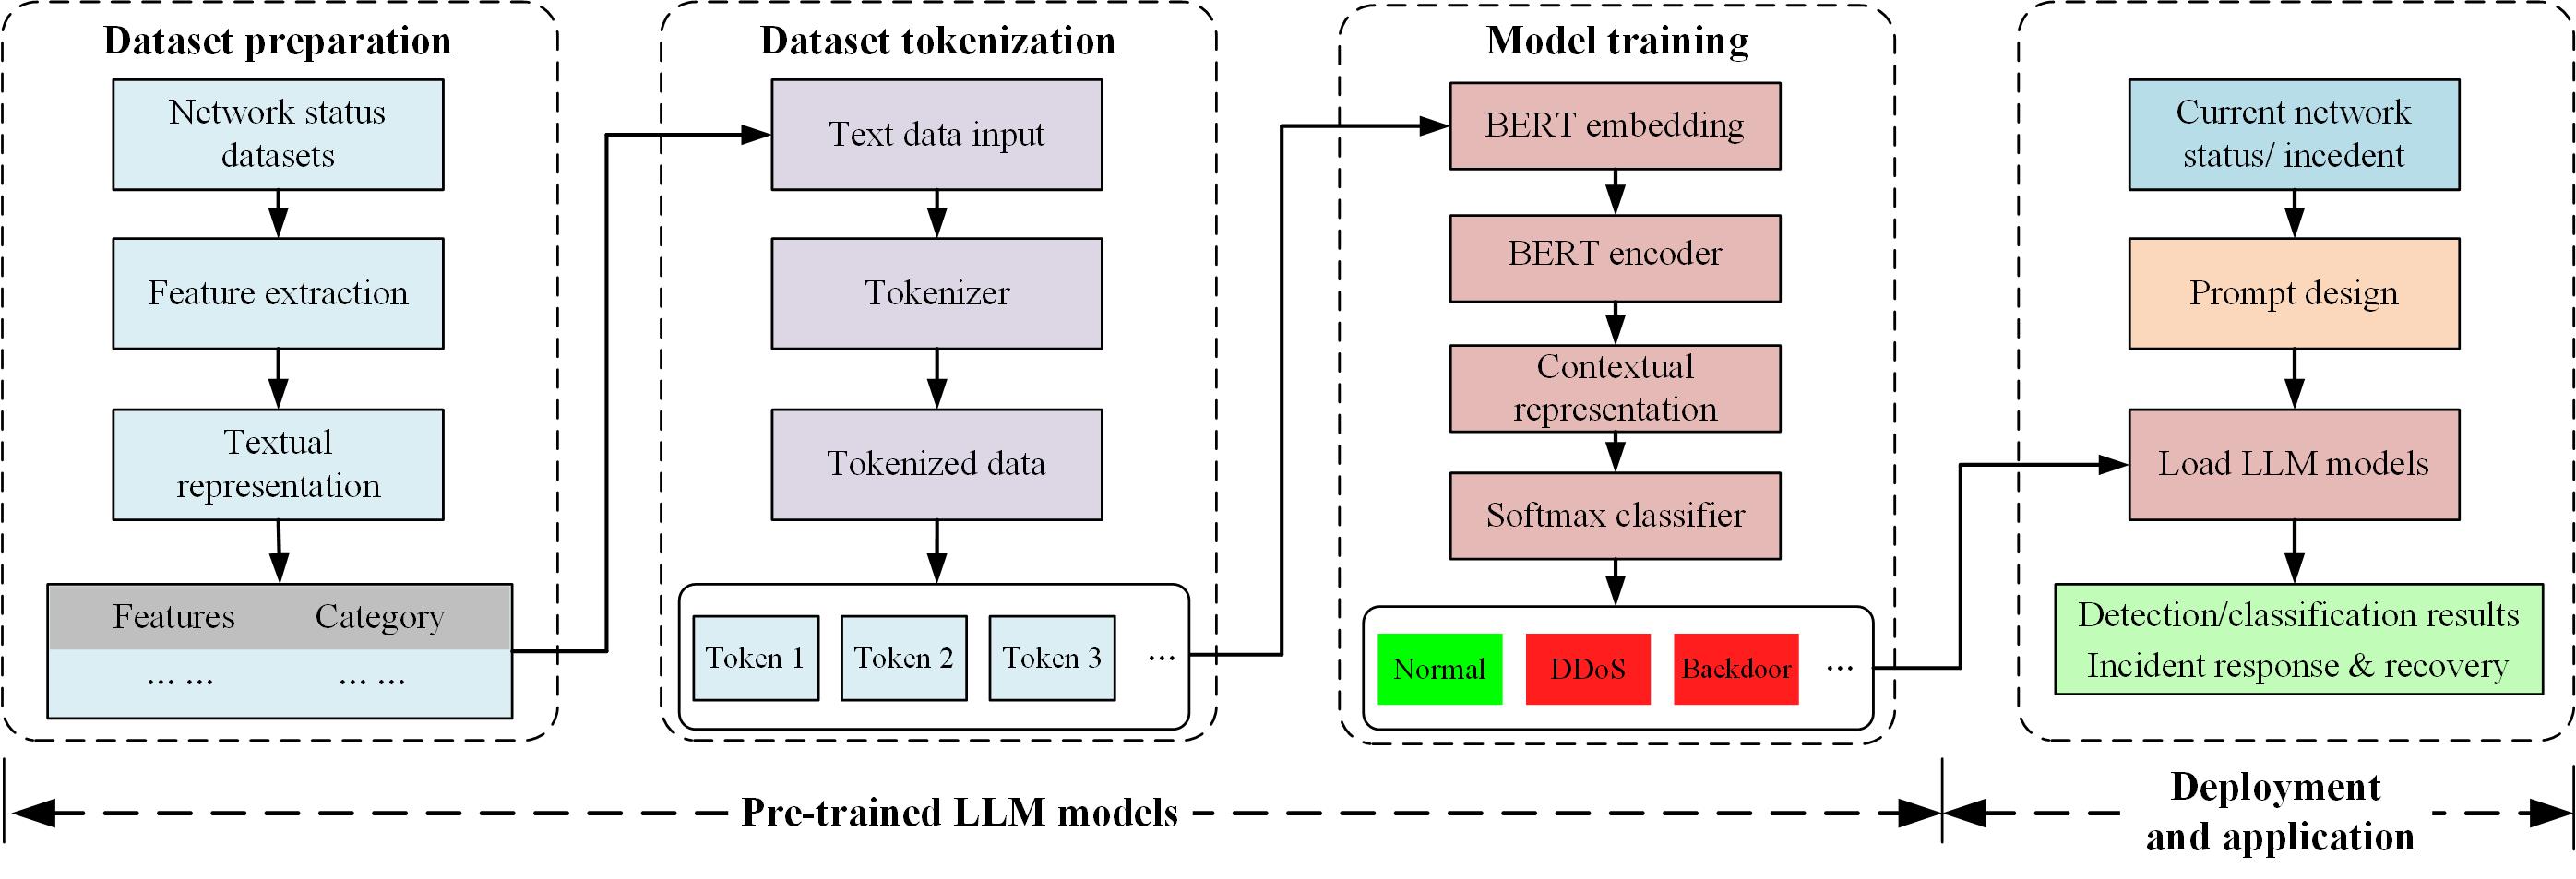 Dataset preparation
Network status
datasets
Feature extraction
Textual
representation
Features Category
... ... ... ...
Dataset tokenization
Text data input
Tokenizer
Tokenized data
Token 1 Token 2 Token 3 ...
Model training
BERT embedding
BERT encoder
Contextual
representation
Softmax classifier
Normal DDoS Backdoor ...
Current network
status/ incedent
Prompt design
Load LLM models
Detection/classification results
Incident response & recovery
Pre-trained LLM models
Deployment
and application